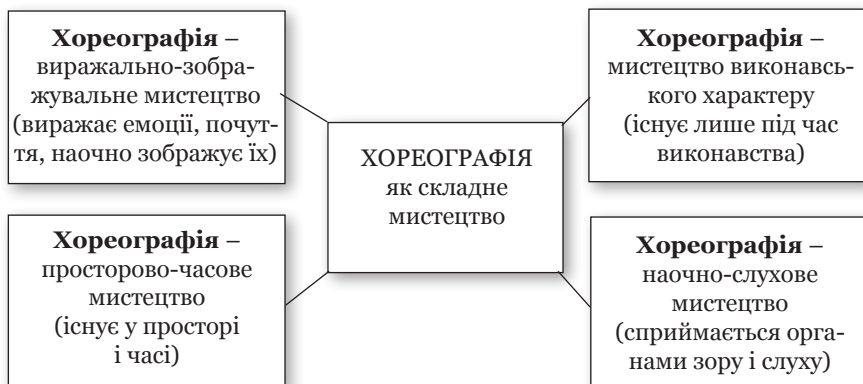 Хореографія –
виражально-зобра-
жувальне мистецтво
(виражає емоції, почут-
тя, наочно зображує їх)
Хореографія –
мистецтво виконавсь-
кого характеру
(існує лише під час
виконавства)
ХОРЕОГРАФІЯ
як складне
мистецтво
Хореографія –
просторово-часове
мистецтво
(існує у просторі
і часі)
Хореографія –
наочно-слухове
мистецтво
(сприймається орга-
нами зору і слуху)